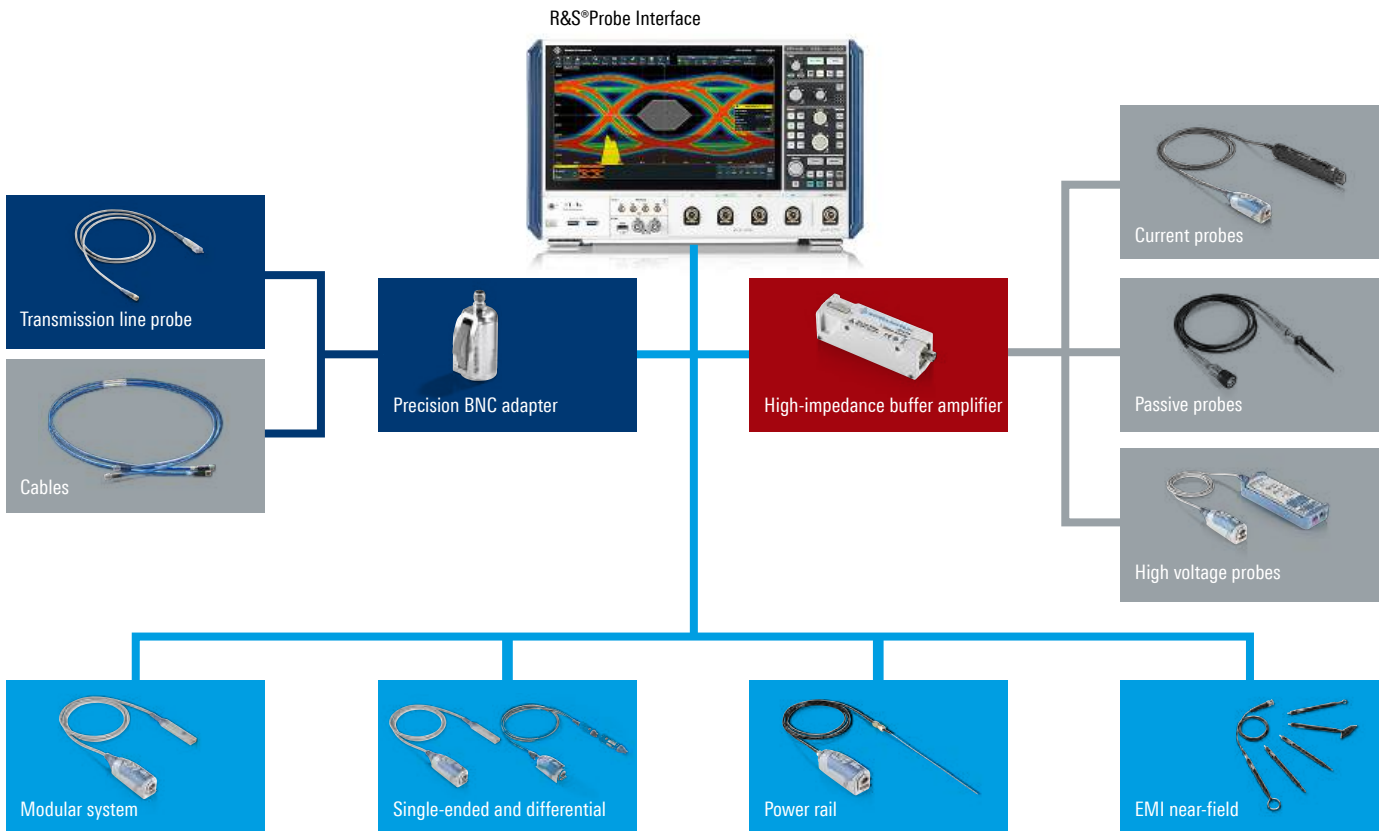 R&S®Probe Interface
Current probes
Transmission line probe
Precision BNC adapter
High-impedance buffer amplifier
Passive probes
Cables
High voltage probes
Modular system
Single-ended and differential
Power rail
EMI near-field